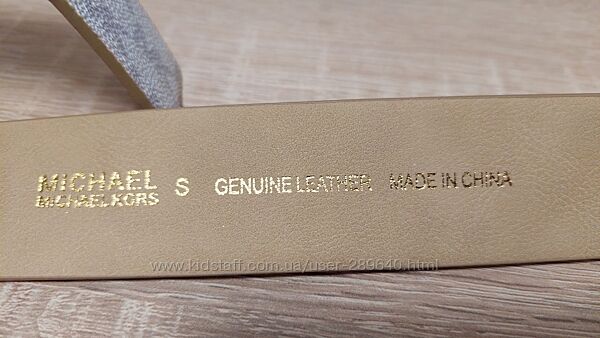 MICHAEL
MICHAEL KORS
S GENUINE LEATHER MADE IN CHINA
www.kidstaff.com.ua/user-289640.html